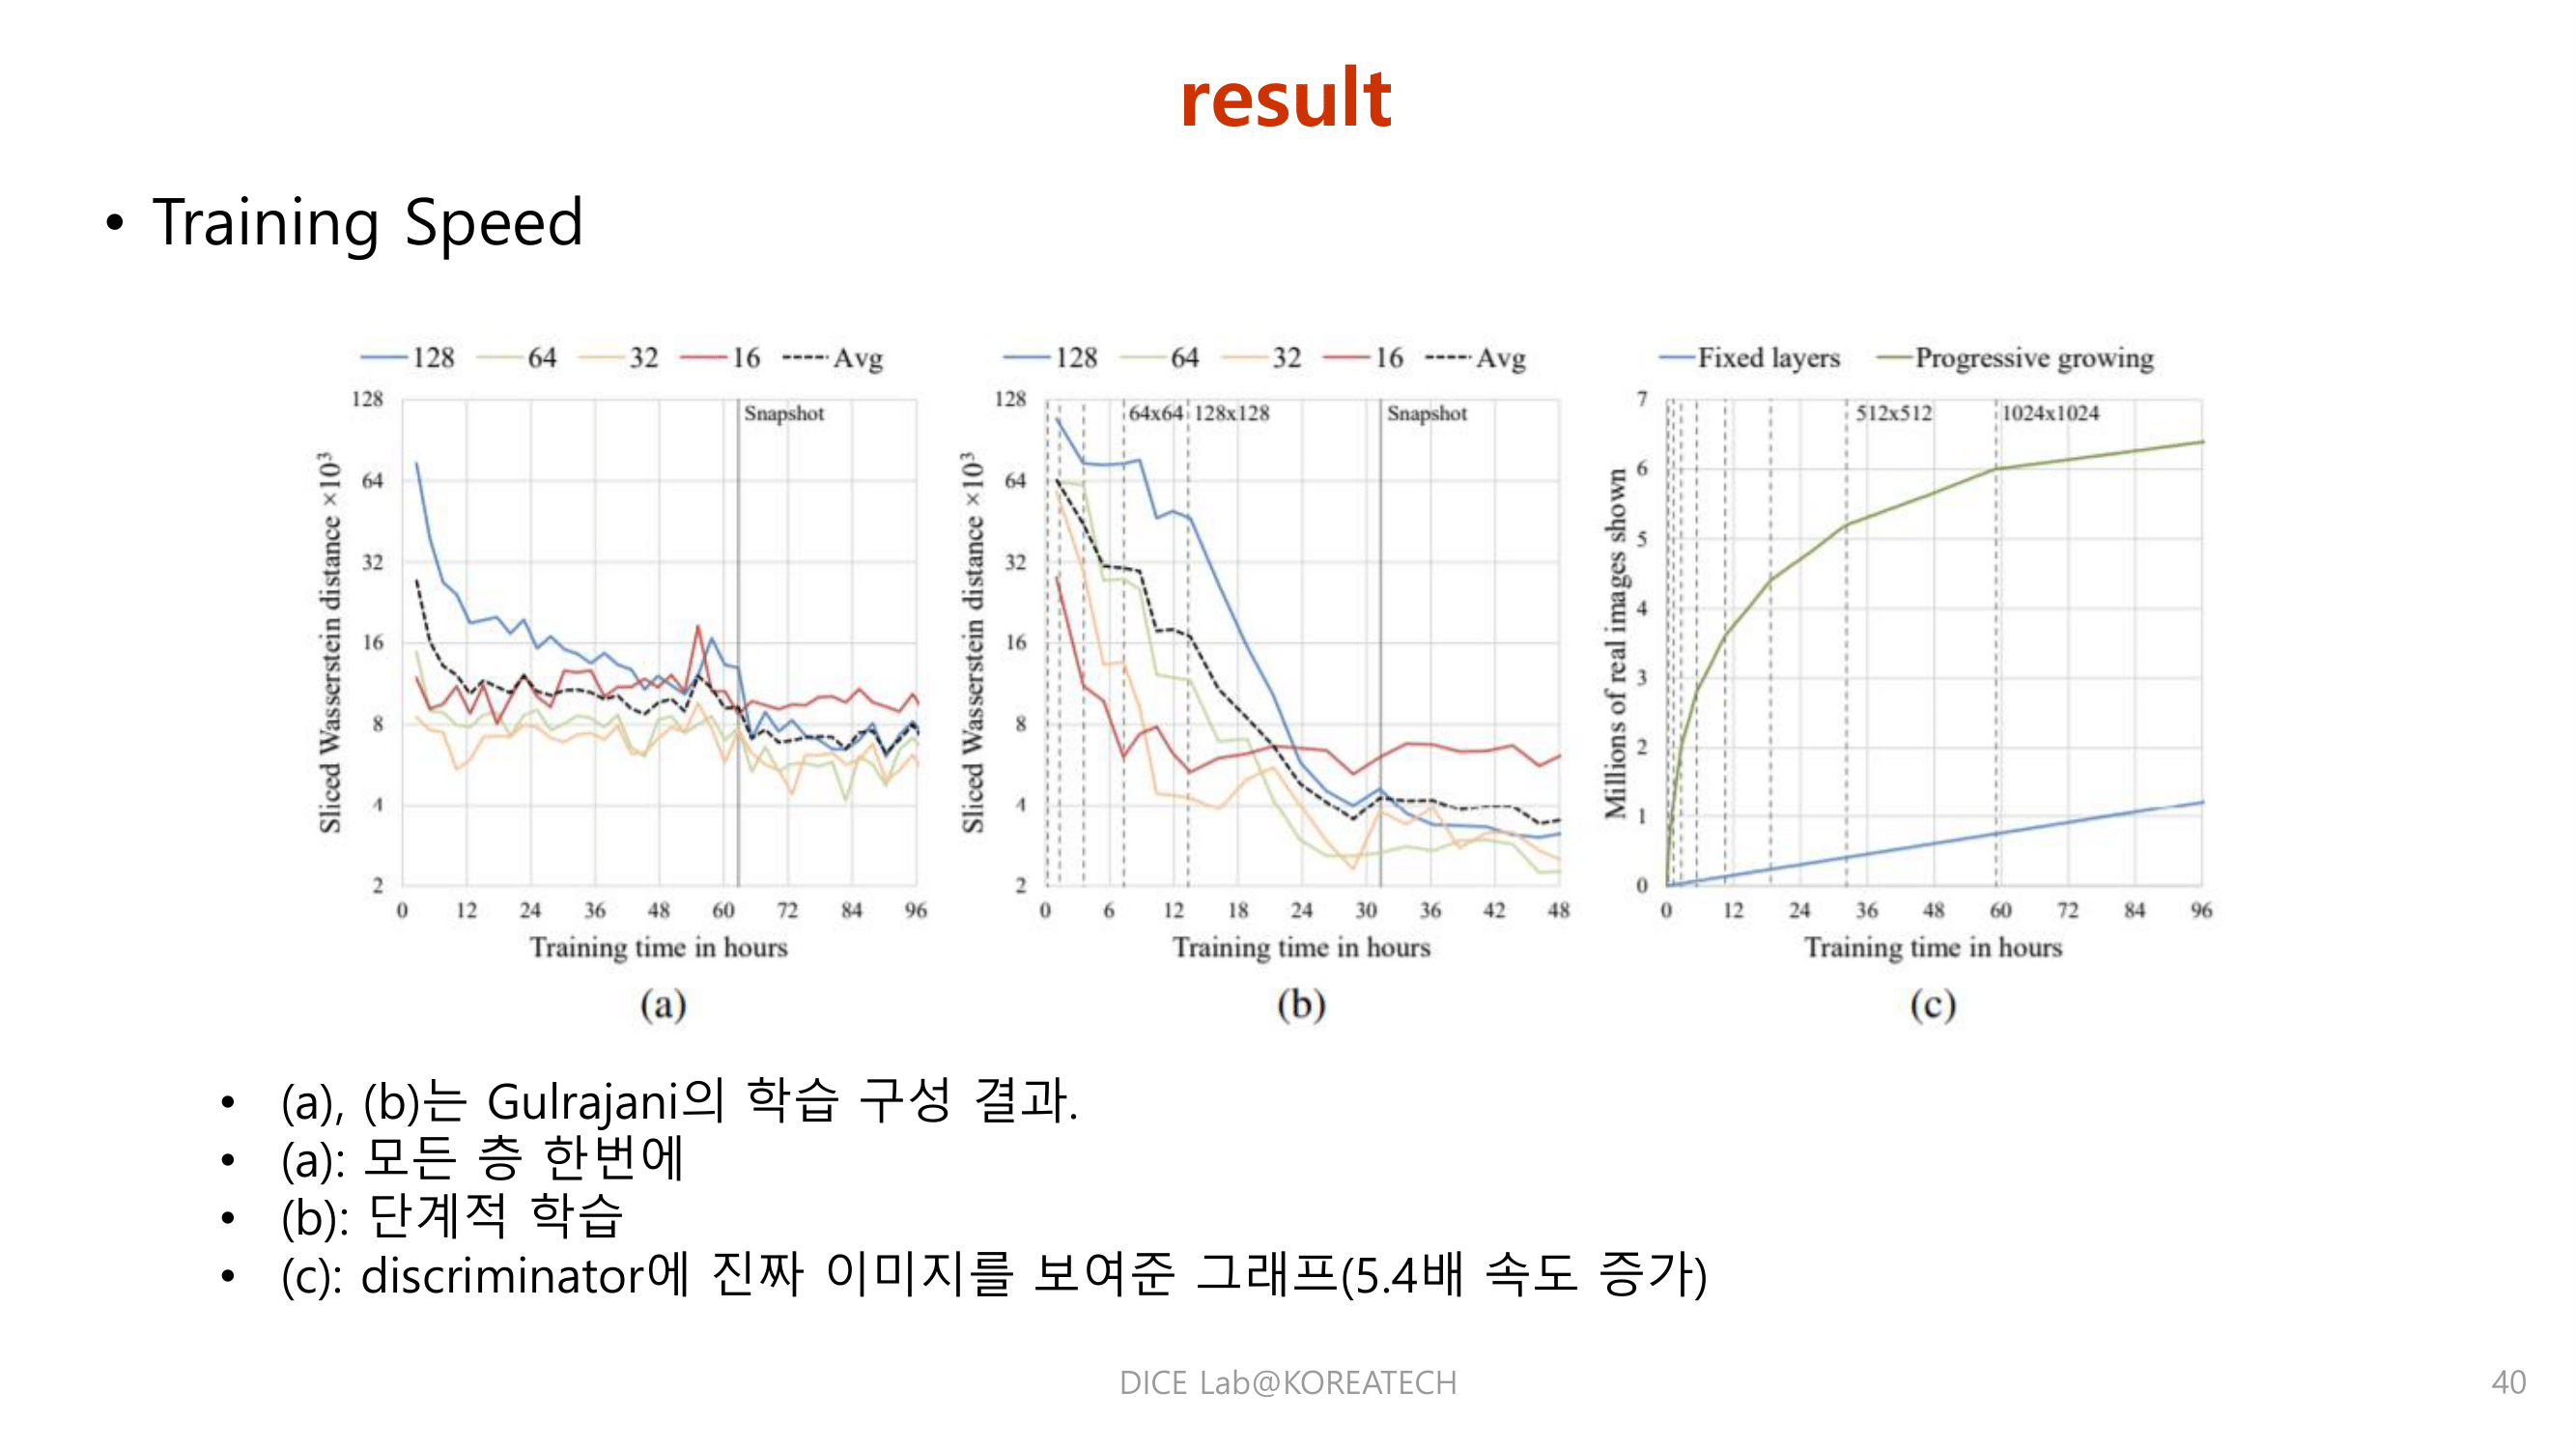 result
• Training Speed
128 64 32 16 Avg
128
64
32
16
8
4
2
Snapshot
Sliced Wasserstein distance ×10³
0 12 24 36 48 60 72 84 96
Training time in hours
(a)
128 64 32 16 Avg
128
64
32
16
8
4
2
64x64 128x128 Snapshot
Sliced Wasserstein distance ×10³
0 6 12 18 24 30 36 42 48
Training time in hours
(b)
Fixed layers Progressive growing
7
6
5
4
3
2
1
0
512x512 1024x1024
Millions of real images shown
0 12 24 36 48 60 72 84 96
Training time in hours
(c)
• (a), (b)는 Gulrajani의 학습 구성 결과.
• (a): 모든 층 한번에
• (b): 단계적 학습
• (c): discriminator에 진짜 이미지를 보여준 그래프(5.4배 속도 증가)
DICE Lab@KOREATECH
40